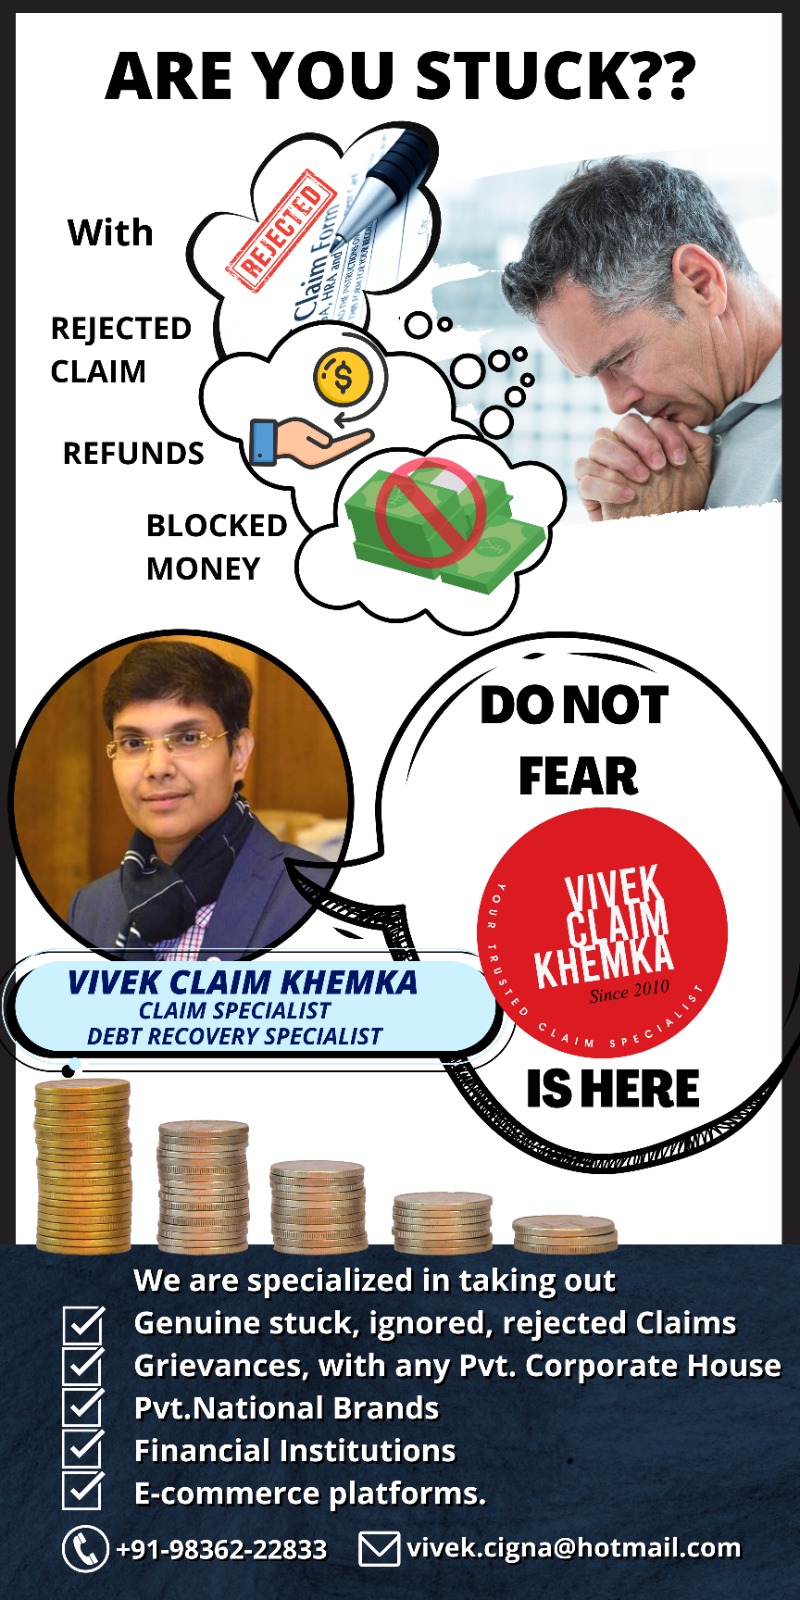 ARE YOU STUCK??
With
REJECTED
Claim Form
REJECTED
CLAIM
REFUNDS
BLOCKED
MONEY
DO NOT
FEAR
VIVEK
CLAIM
KHEMKA
Since 2010
YOUR TRUSTED CLAIM SPECIALIST
IS HERE
VIVEK CLAIM KHEMKA
CLAIM SPECIALIST
DEBT RECOVERY SPECIALIST
We are specialized in taking out
Genuine stuck, ignored, rejected Claims
Grievances, with any Pvt. Corporate House
Pvt.National Brands
Financial Institutions
E-commerce platforms.
+91-98362-22833 vivek.cigna@hotmail.com